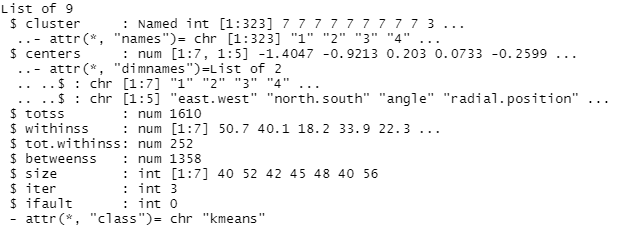 List of 9
 $ cluster     : Named int [1:323] 7 7 7 7 7 7 7 7 7 3 ...
  ..- attr(*, "names")= chr [1:323] "1" "2" "3" "4" ...
 $ centers     : num [1:7, 1:5] -1.4047 -0.9213 0.203 0.0733 -0.2599 ...
  ..- attr(*, "dimnames")=List of 2
  .. ..$ : chr [1:7] "1" "2" "3" "4" ...
  .. ..$ : chr [1:5] "east.west" "north.south" "angle" "radial.position" ...
 $ totss       : num 1610
 $ withinss    : num [1:7] 50.7 40.1 18.2 33.9 22.3 ...
 $ tot.withinss: num 252
 $ betweenss   : num 1358
 $ size        : int [1:7] 40 52 42 45 48 40 56
 $ iter        : int 3
 $ ifault      : int 0
 - attr(*, "class")= chr "kmeans"